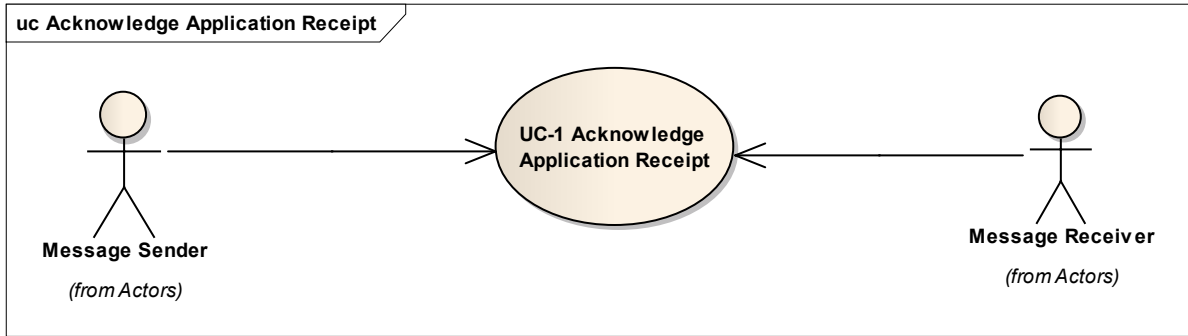 uc Acknowledge Application Receipt
UC-1 Acknowledge
Application Receipt
Message Sender
(from Actors)
Message Receiver
(from Actors)